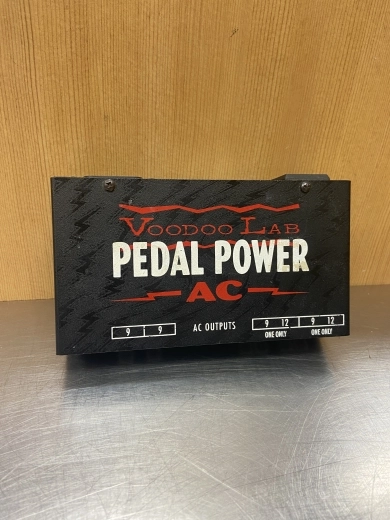 VOODOO LAB
PEDAL POWER
AC
9 9 AC OUTPUTS 9 12 9 12
ONE ONLY ONE ONLY